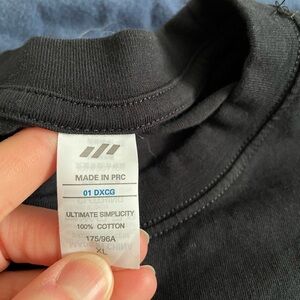 MADE IN PRC
01 DXCG
ULTIMATE SIMPLICITY
100% COTTON
175/96A
XL